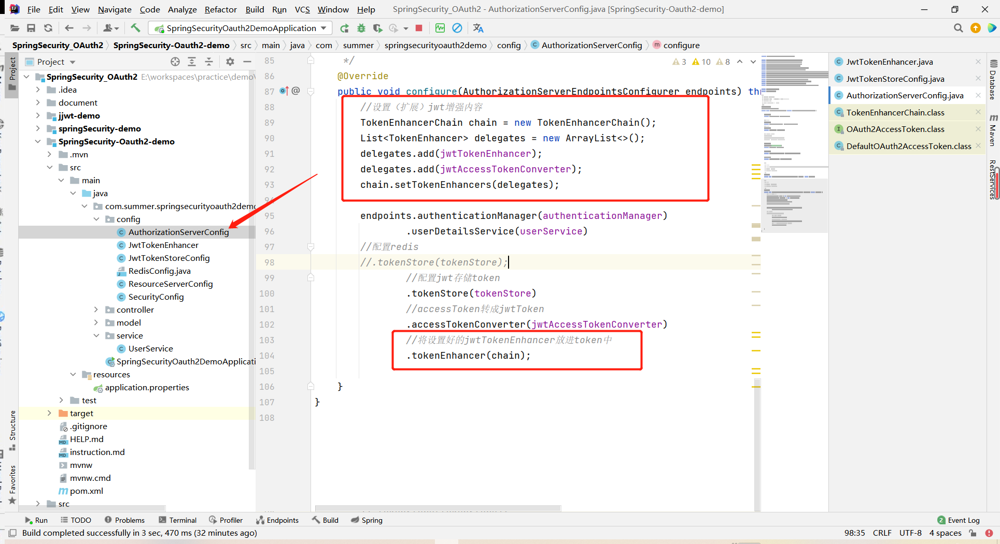 File Edit View Navigate Code Analyze Refactor Build Run VCS Window Help SpringSecurity_OAuth2 - AuthorizationServerConfig.java [SpringSecurity-Oauth2-demo]
SpringSecurityOauth2DemoApplication
SpringSecurity_OAuth2 SpringSecurity-Oauth2-demo src main java com summer springsecurityoauth2demo config AuthorizationServerConfig configure
Project
Project
Structure
Favorites
SpringSecurity_OAuth2 E:\workspaces\practice\demo\
.idea
document
jjwt-demo
springSecurity-demo
SpringSecurity-Oauth2-demo
.mvn
src
main
java
com.summer.springsecurityoauth2demo
config
AuthorizationServerConfig
JwtTokenEnhancer
JwtTokenStoreConfig
RedisConfig.java
ResourceServerConfig
SecurityConfig
controller
model
service
UserService
SpringSecurityOauth2DemoApplicati
resources
application.properties
test
target
.gitignore
HELP.md
instruction.md
mvnw
mvnw.cmd
pom.xml
src
3 10 8
85 */
86 @Override
87 public void configure(AuthorizationServerEndpointsConfigurer endpoints) thr
88 //设置（扩展）jwt增强内容
89 TokenEnhancerChain chain = new TokenEnhancerChain();
90 List<TokenEnhancer> delegates = new ArrayList<>();
91 delegates.add(jwtTokenEnhancer);
92 delegates.add(jwtAccessTokenConverter);
93 chain.setTokenEnhancers(delegates);
94
95 endpoints.authenticationManager(authenticationManager)
96 .userDetailsService(userService)
97 //配置redis
98 //.tokenStore(tokenStore);
99 //配置jwt存储token
100 .tokenStore(tokenStore)
101 //accessToken转成jwtToken
102 .accessTokenConverter(jwtAccessTokenConverter)
103 //将设置好的jwtTokenEnhancer放进token中
104 .tokenEnhancer(chain);
105
106 }
107 }
108
JwtTokenEnhancer.java
JwtTokenStoreConfig.java
AuthorizationServerConfig.java
TokenEnhancerChain.class
OAuth2AccessToken.class
DefaultOAuth2AccessToken.class
Database
Maven
RestServices
Run TODO Problems Terminal Profiler Endpoints Build Spring 2 Event Log
Build completed successfully in 3 sec, 470 ms (32 minutes ago) 98:35 CRLF UTF-8 4 spaces